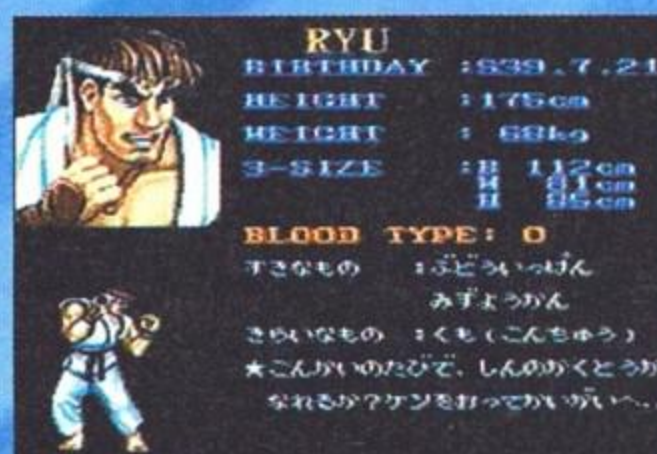 RYU
BIRTHDAY :S39.7.21
HEIGHT :175cm
WEIGHT : 68kg
3-SIZE :B 112cm
W 81cm
H 85cm
BLOOD TYPE: O
すきなもの :ぶどういっぱん
みずようかん
きらいなもの :くも(こんちゅう)
★こんかいのたびで、しんのかくとうか
なれるか?ケンをおってかいがいへ..